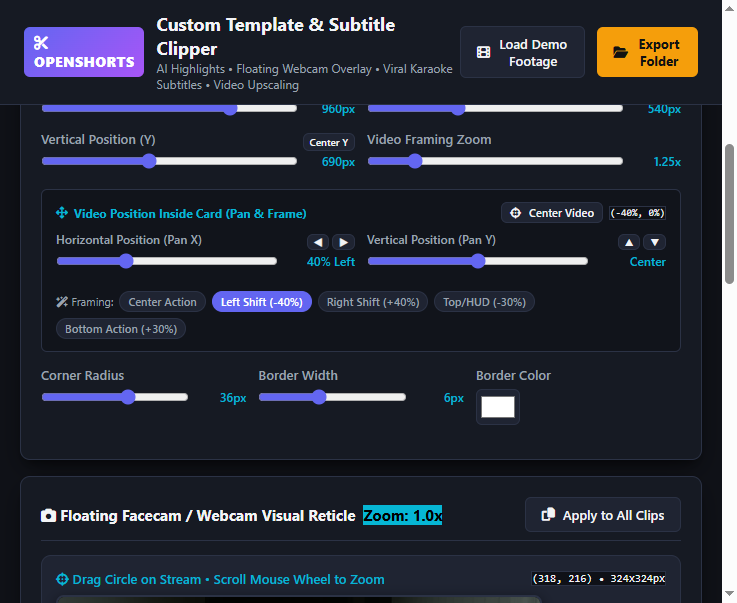 OPENSHORTS
Custom Template & Subtitle
Clipper
AI Highlights • Floating Webcam Overlay • Viral Karaoke
Subtitles • Video Upscaling
Load Demo
Footage
Export
Folder
960px
540px
Vertical Position (Y)
Center Y
690px
Video Framing Zoom
1.25x
Video Position Inside Card (Pan & Frame)
Center Video
(-40%, 0%)
Horizontal Position (Pan X)
40% Left
Vertical Position (Pan Y)
Center
Framing:
Center Action
Left Shift (-40%)
Right Shift (+40%)
Top/HUD (-30%)
Bottom Action (+30%)
Corner Radius
36px
Border Width
6px
Border Color
Floating Facecam / Webcam Visual Reticle
Zoom: 1.0x
Apply to All Clips
Drag Circle on Stream • Scroll Mouse Wheel to Zoom
(318, 216) • 324x324px